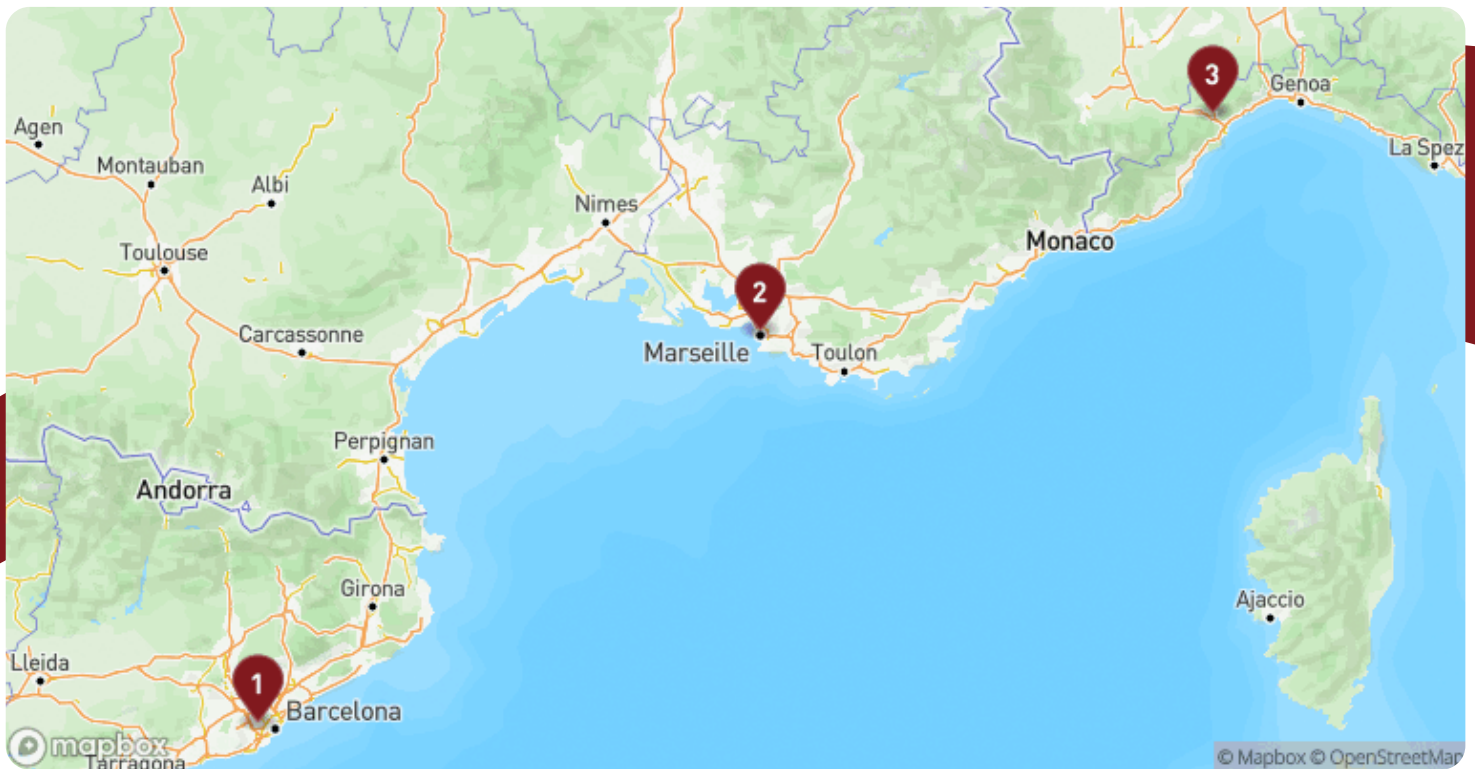 3
Genoa
Agen
La Spez
Montauban
Albi
Nimes
Monaco
Toulouse
2
Carcassonne
Marseille
Toulon
Perpignan
Andorra
Girona
Ajaccio
Lleida
1
Barcelona
mapbox
Tarragona
© Mapbox © OpenStreetMap